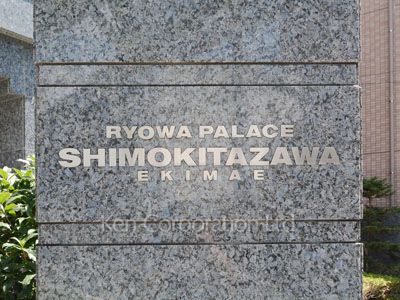 RYOWA PALACE
SHIMOKITAZAWA
EKIMAE
Ken Corporation Ltd